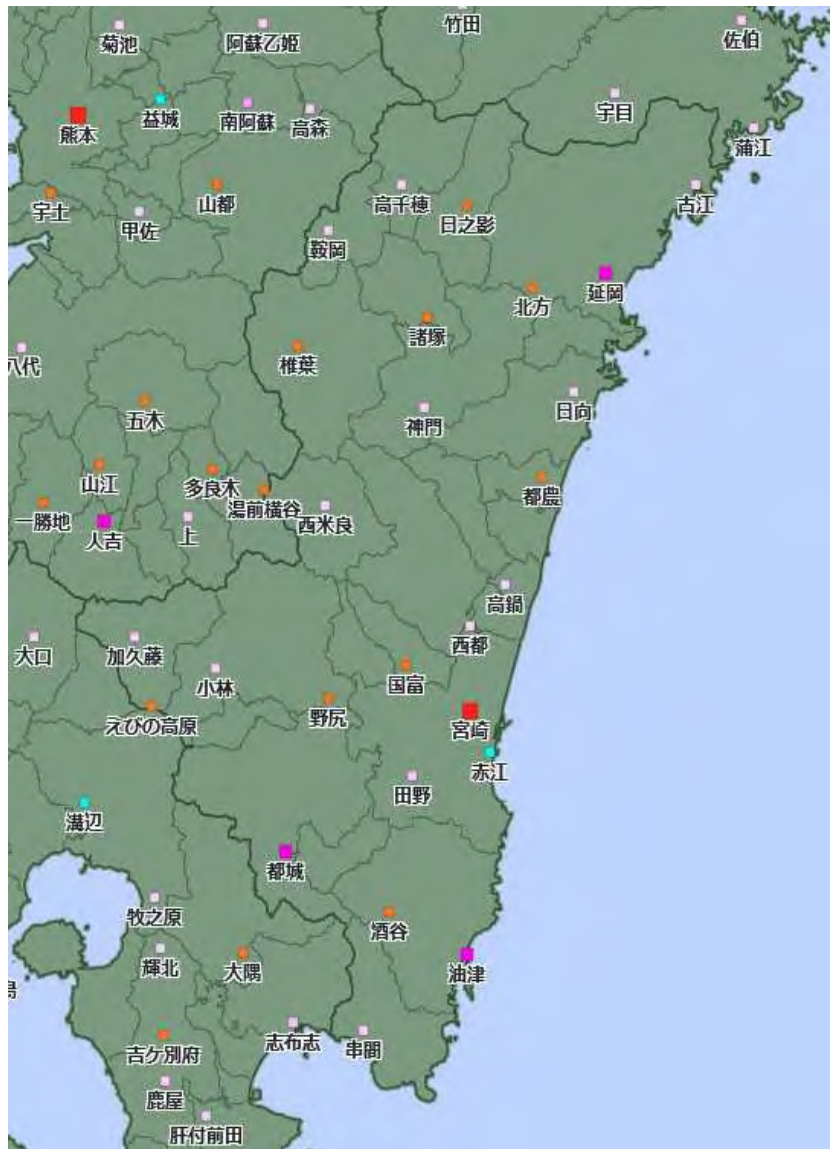 菊池
阿蘇乙姫
竹田
佐伯
熊本
益城
南阿蘇
高森
宇目
蒲江
宇土
甲佐
山都
高千穂
日之影
古江
鞍岡
延岡
北方
諸塚
椎葉
八代
五木
神門
日向
山江
多良木
湯前横谷
都農
一勝地
人吉
上
西米良
高鍋
西都
大口
加久藤
小林
国富
えびの高原
野尻
宮崎
赤江
田野
溝辺
都城
牧之原
酒谷
輝北
大隅
油津
島
志布志
串間
吉ケ別府
鹿屋
肝付前田